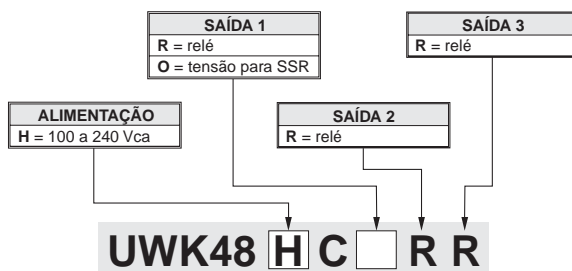 SAÍDA 1
R = relé
O = tensão para SSR
SAÍDA 3
R = relé
ALIMENTAÇÃO
H = 100 a 240 Vca
SAÍDA 2
R = relé
UWK48 H C R R